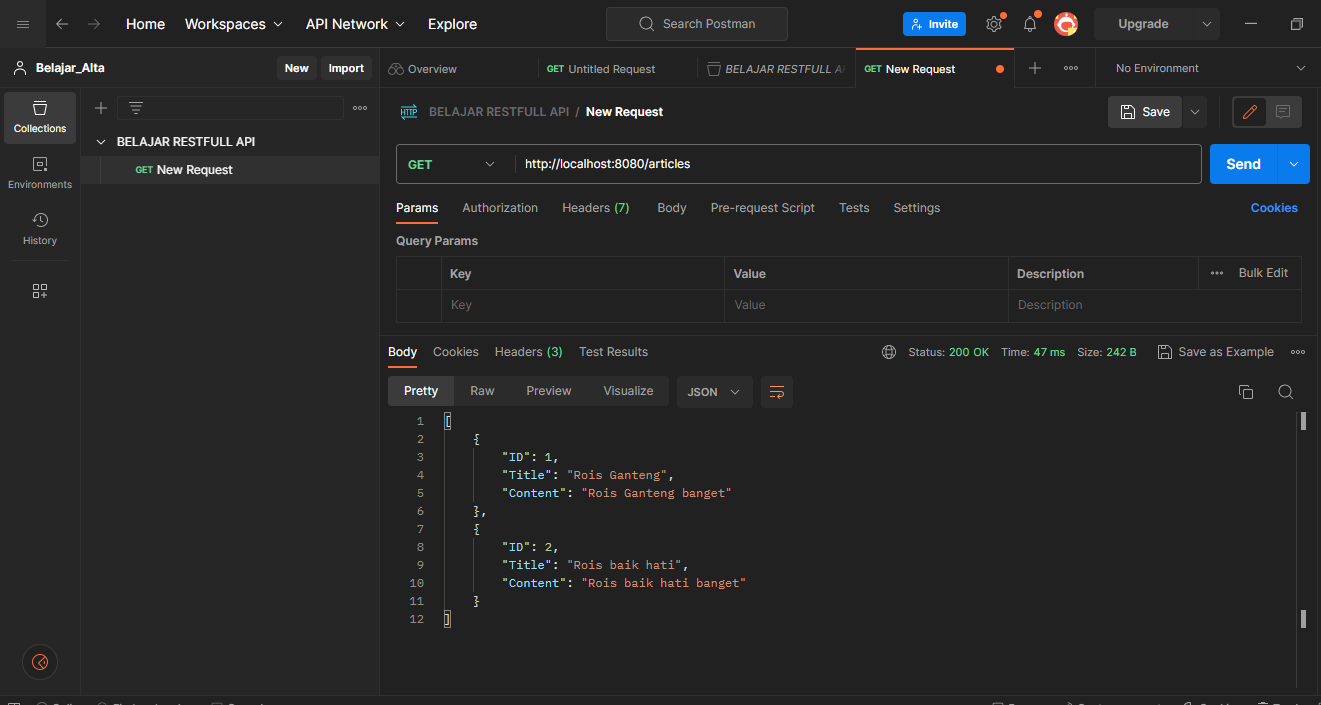 Home Workspaces API Network Explore Search Postman Invite Upgrade
Belajar_Alta New Import Overview GET Untitled Request BELAJAR RESTFULL AI GET New Request No Environment
Collections
Environments
History
BELAJAR RESTFULL API
GET New Request
HTTP BELAJAR RESTFULL API / New Request Save
GET http://localhost:8080/articles Send
Params Authorization Headers (7) Body Pre-request Script Tests Settings Cookies
Query Params
Key Value Description Bulk Edit
Key Value Description
Body Cookies Headers (3) Test Results Status: 200 OK Time: 47 ms Size: 242 B Save as Example
Pretty Raw Preview Visualize JSON
1 [
2 {
3 "ID": 1,
4 "Title": "Rois Ganteng",
5 "Content": "Rois Ganteng banget"
6 },
7 {
8 "ID": 2,
9 "Title": "Rois baik hati",
10 "Content": "Rois baik hati banget"
11 }
12 ]